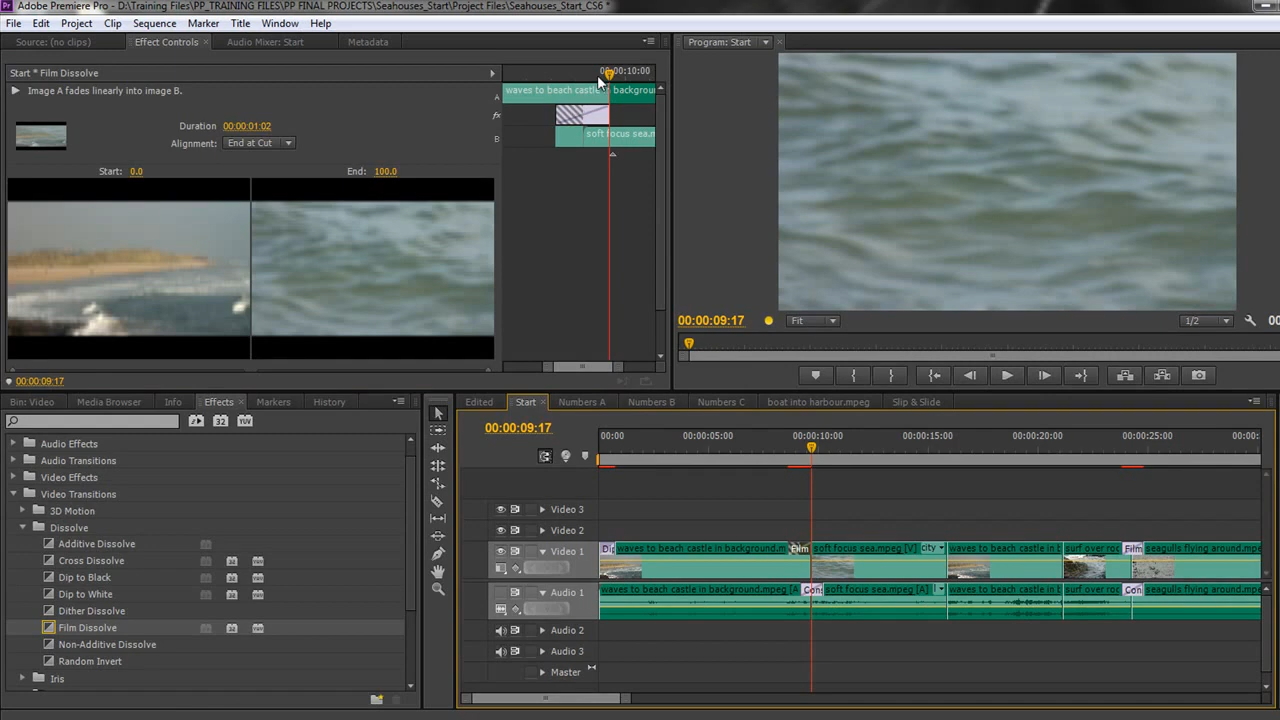 Adobe Premiere Pro - D:\Training Files\PP_TRAINING FILES\PP FINAL PROJECTS\Seahouses_Start\Project Files\Seahouses_Start_CS6 *
File Edit Project Clip Sequence Marker Title Window Help
Source: (no clips) Effect Controls Audio Mixer: Start Metadata
Program: Start
Start * Film Dissolve
00:00:10:00
Image A fades linearly into image B.
A waves to beach castle in backgroun
fx
Duration 00:00:01:02
B soft focus sea.m
Alignment: End at Cut
Start: 0.0 End: 100.0
00:00:09:17 Fit 1/2 00
00:00:09:17
Bin: Video Media Browser Info Effects Markers History
Edited Start Numbers A Numbers B Numbers C boat into harbour.mpeg Slip & Slide
32 YUV
00:00:09:17
00:00 00:00:05:00 00:00:10:00 00:00:15:00 00:00:20:00 00:00:25:00 00:00:
Audio Effects
Audio Transitions
Video Effects
Video Transitions
3D Motion
Dissolve
Additive Dissolve
Cross Dissolve
Dip to Black
Dip to White
Dither Dissolve
Film Dissolve
Non-Additive Dissolve
Random Invert
Iris
Video 3
Video 2
Video 1 Dip waves to beach castle in background.m Film soft focus sea.mpeg [V] city waves to beach castle in b surf over roc Film seagulls flying around.mpe
Audio 1 waves to beach castle in background.mpeg [A Cons soft focus sea.mpeg [A] waves to beach castle in b surf over roc Con seagulls flying around.mpe
Audio 2
Audio 3
Master